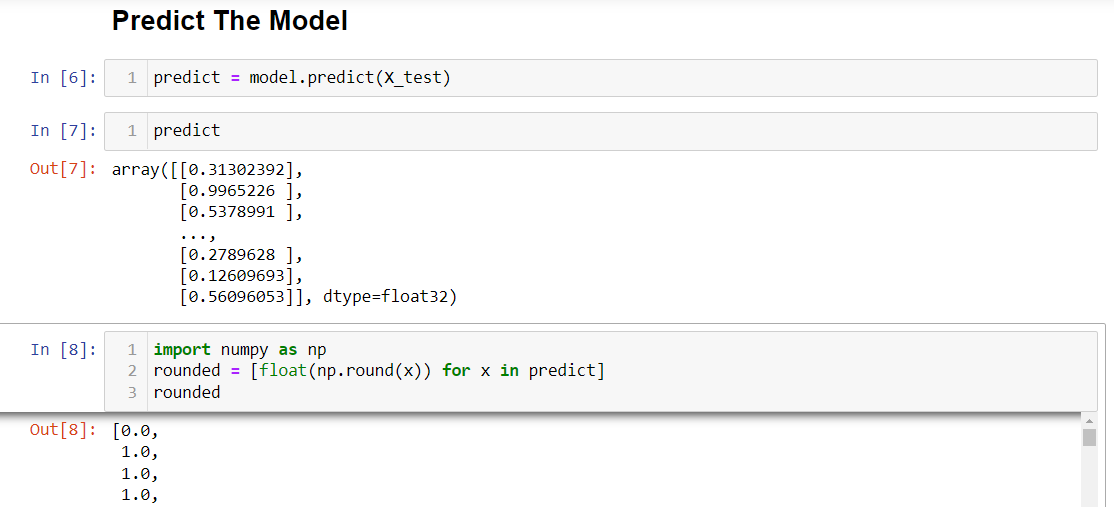 Predict The Model
In [6]: 1 predict = model.predict(X_test)
In [7]: 1 predict
Out[7]: array([[0.31302392],
[0.9965226 ],
[0.5378991 ],
...,
[0.2789628 ],
[0.12609693],
[0.56096053]], dtype=float32)
In [8]: 1 import numpy as np
2 rounded = [float(np.round(x)) for x in predict]
3 rounded
Out[8]: [0.0,
1.0,
1.0,
1.0,